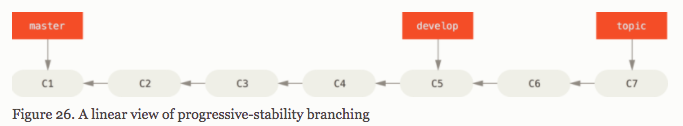 master develop topic
C1 C2 C3 C4 C5 C6 C7
Figure 26. A linear view of progressive-stability branching